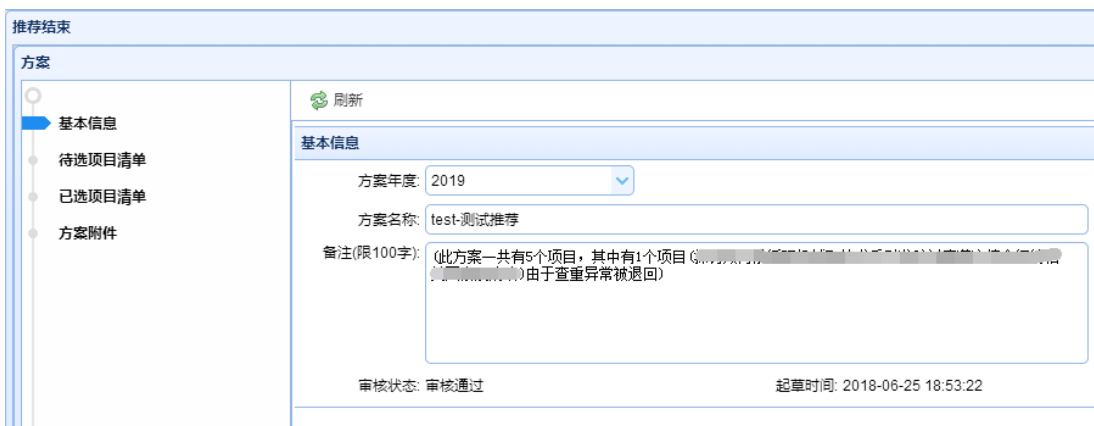 推荐结束
方案
基本信息
待选项目清单
已选项目清单
方案附件
刷新
基本信息
方案年度: 2019
方案名称: test-测试推荐
备注(限100字): (此方案一共有5个项目，其中有1个项目(
)由于查重异常被退回)
审核状态: 审核通过 起草时间: 2018-06-25 18:53:22